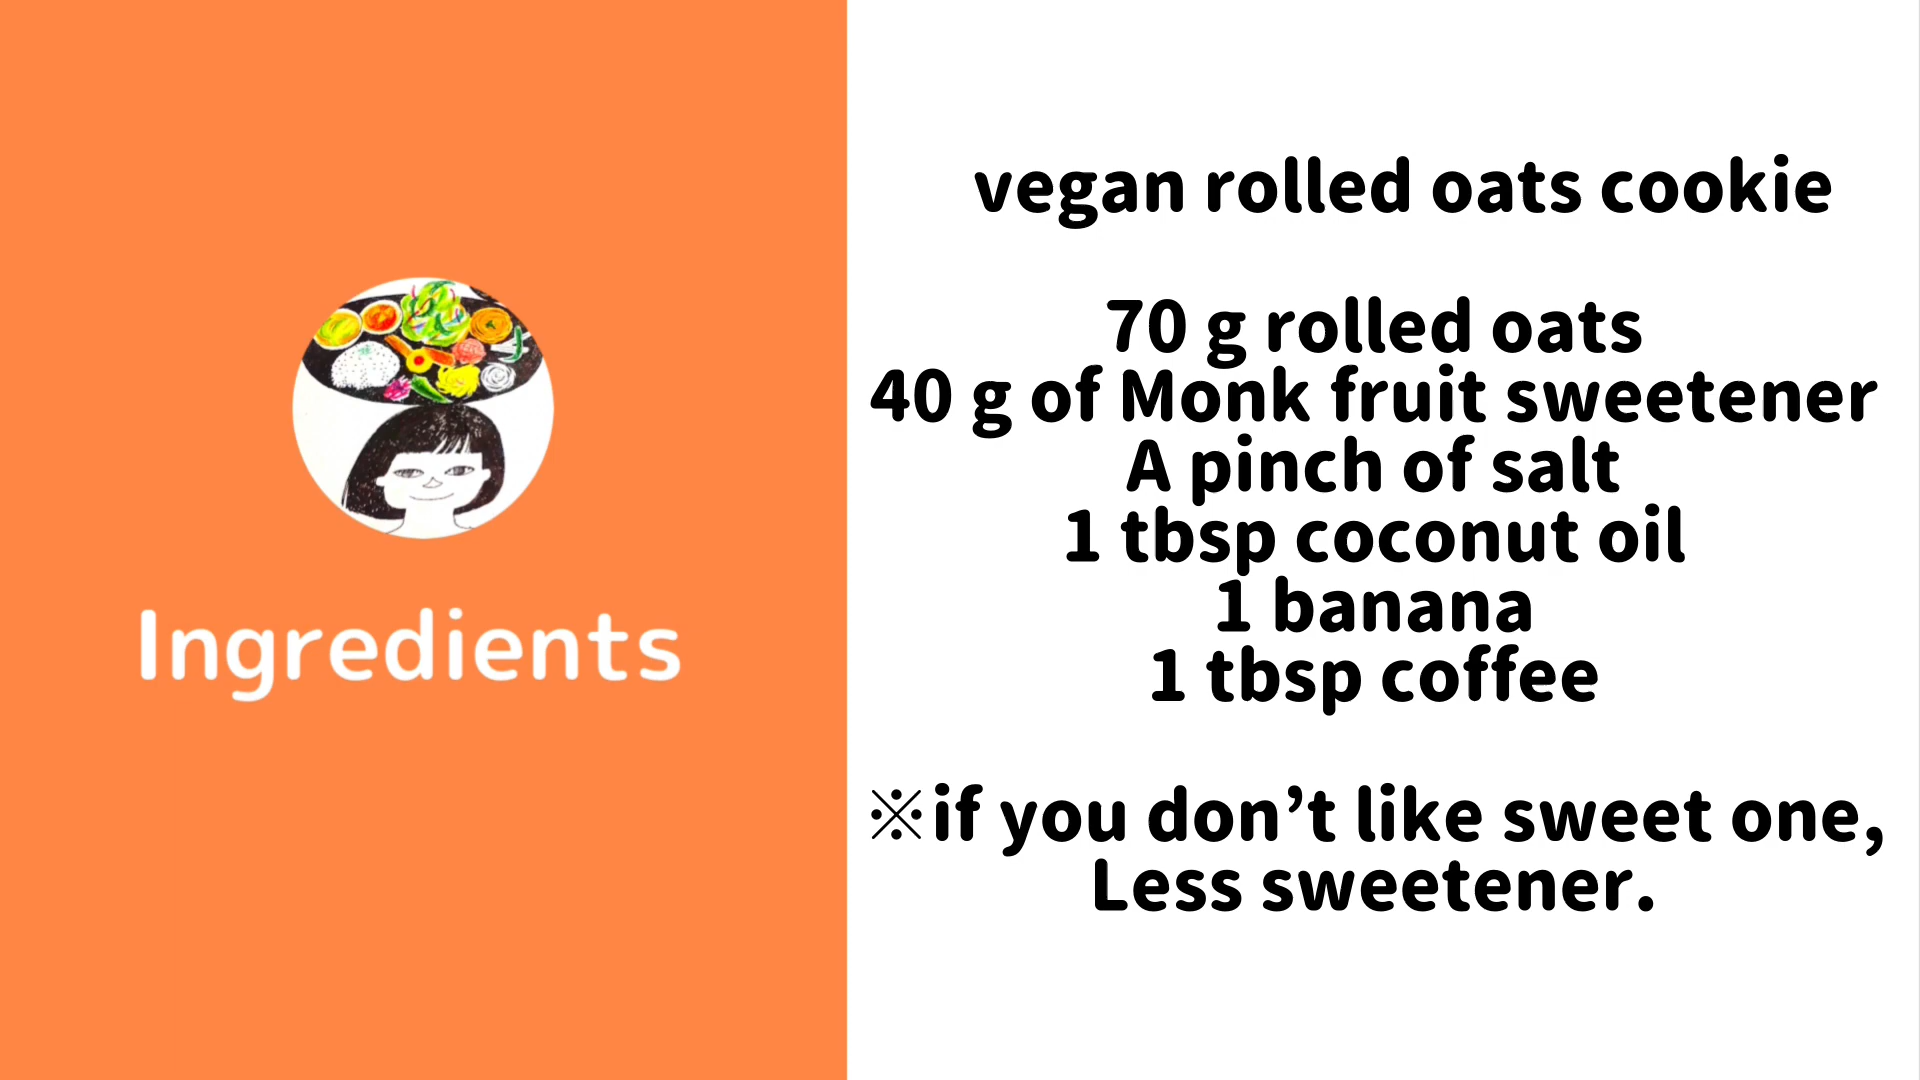 Ingredients
vegan rolled oats cookie
70 g rolled oats
40 g of Monk fruit sweetener
A pinch of salt
1 tbsp coconut oil
1 banana
1 tbsp coffee
※if you don’t like sweet one,
Less sweetener.